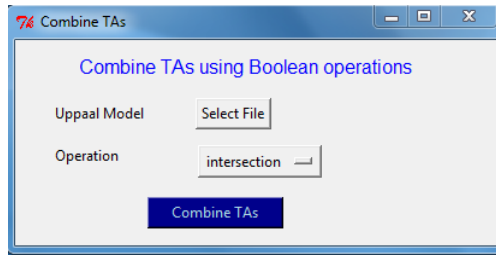 Combine TAs
Combine TAs using Boolean operations
Uppaal Model Select File
Operation intersection
Combine TAs